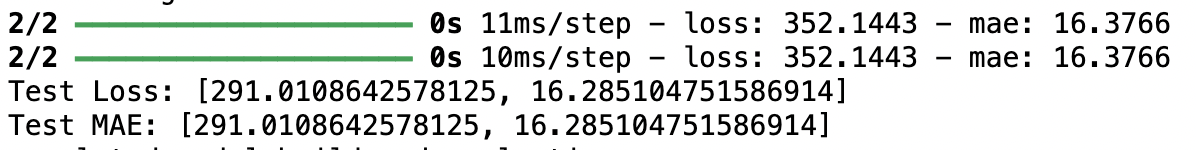 2/2 ━━━━━━━━━━━━━━━━━━━━ 0s 11ms/step - loss: 352.1443 - mae: 16.3766
2/2 ━━━━━━━━━━━━━━━━━━━━ 0s 10ms/step - loss: 352.1443 - mae: 16.3766
Test Loss: [291.0108642578125, 16.285104751586914]
Test MAE: [291.0108642578125, 16.285104751586914]